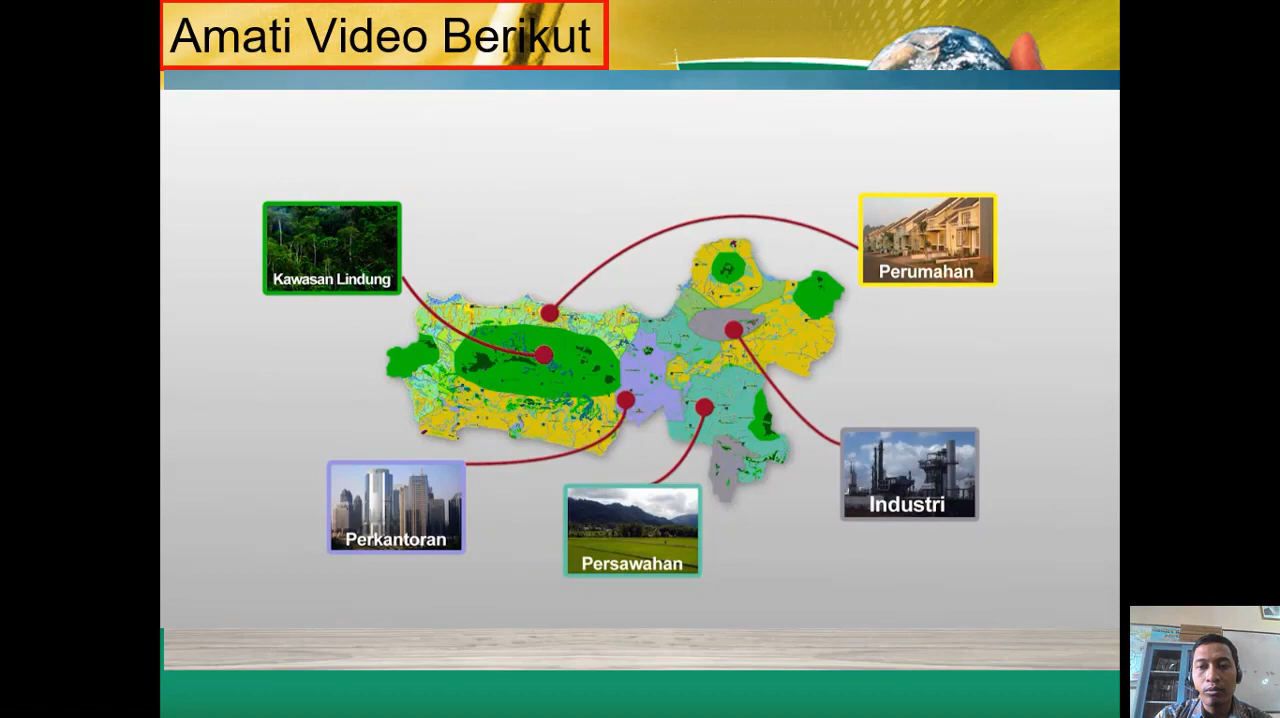 Amati Video Berikut
Kawasan Lindung
Perumahan
Perkantoran
Persawahan
Industri